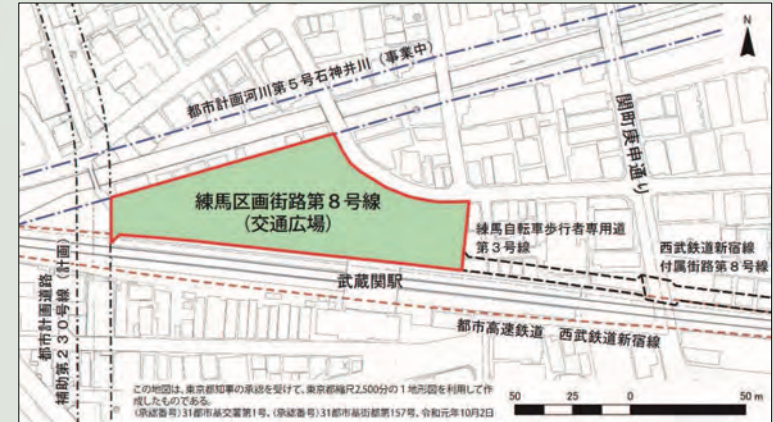 N
都市計画河川第5号石神井川（事業中）
関町庚申通り
練馬区画街路第８号線
（交通広場）
練馬自転車歩行者専用道
第３号線
西武鉄道新宿線
付属街路第８号線
武蔵関駅
都市高速鉄道　西武鉄道新宿線
都市計画道路
補助第２３０号線（計画）
この地図は、東京都知事の承認を受けて、東京都縮尺2,500分の１地形図を利用して作
成したものである。
（承認番号）31都市基交著第1号、（承認番号）31都市基街都第157号、令和元年10月2日
50 25 0 50 m